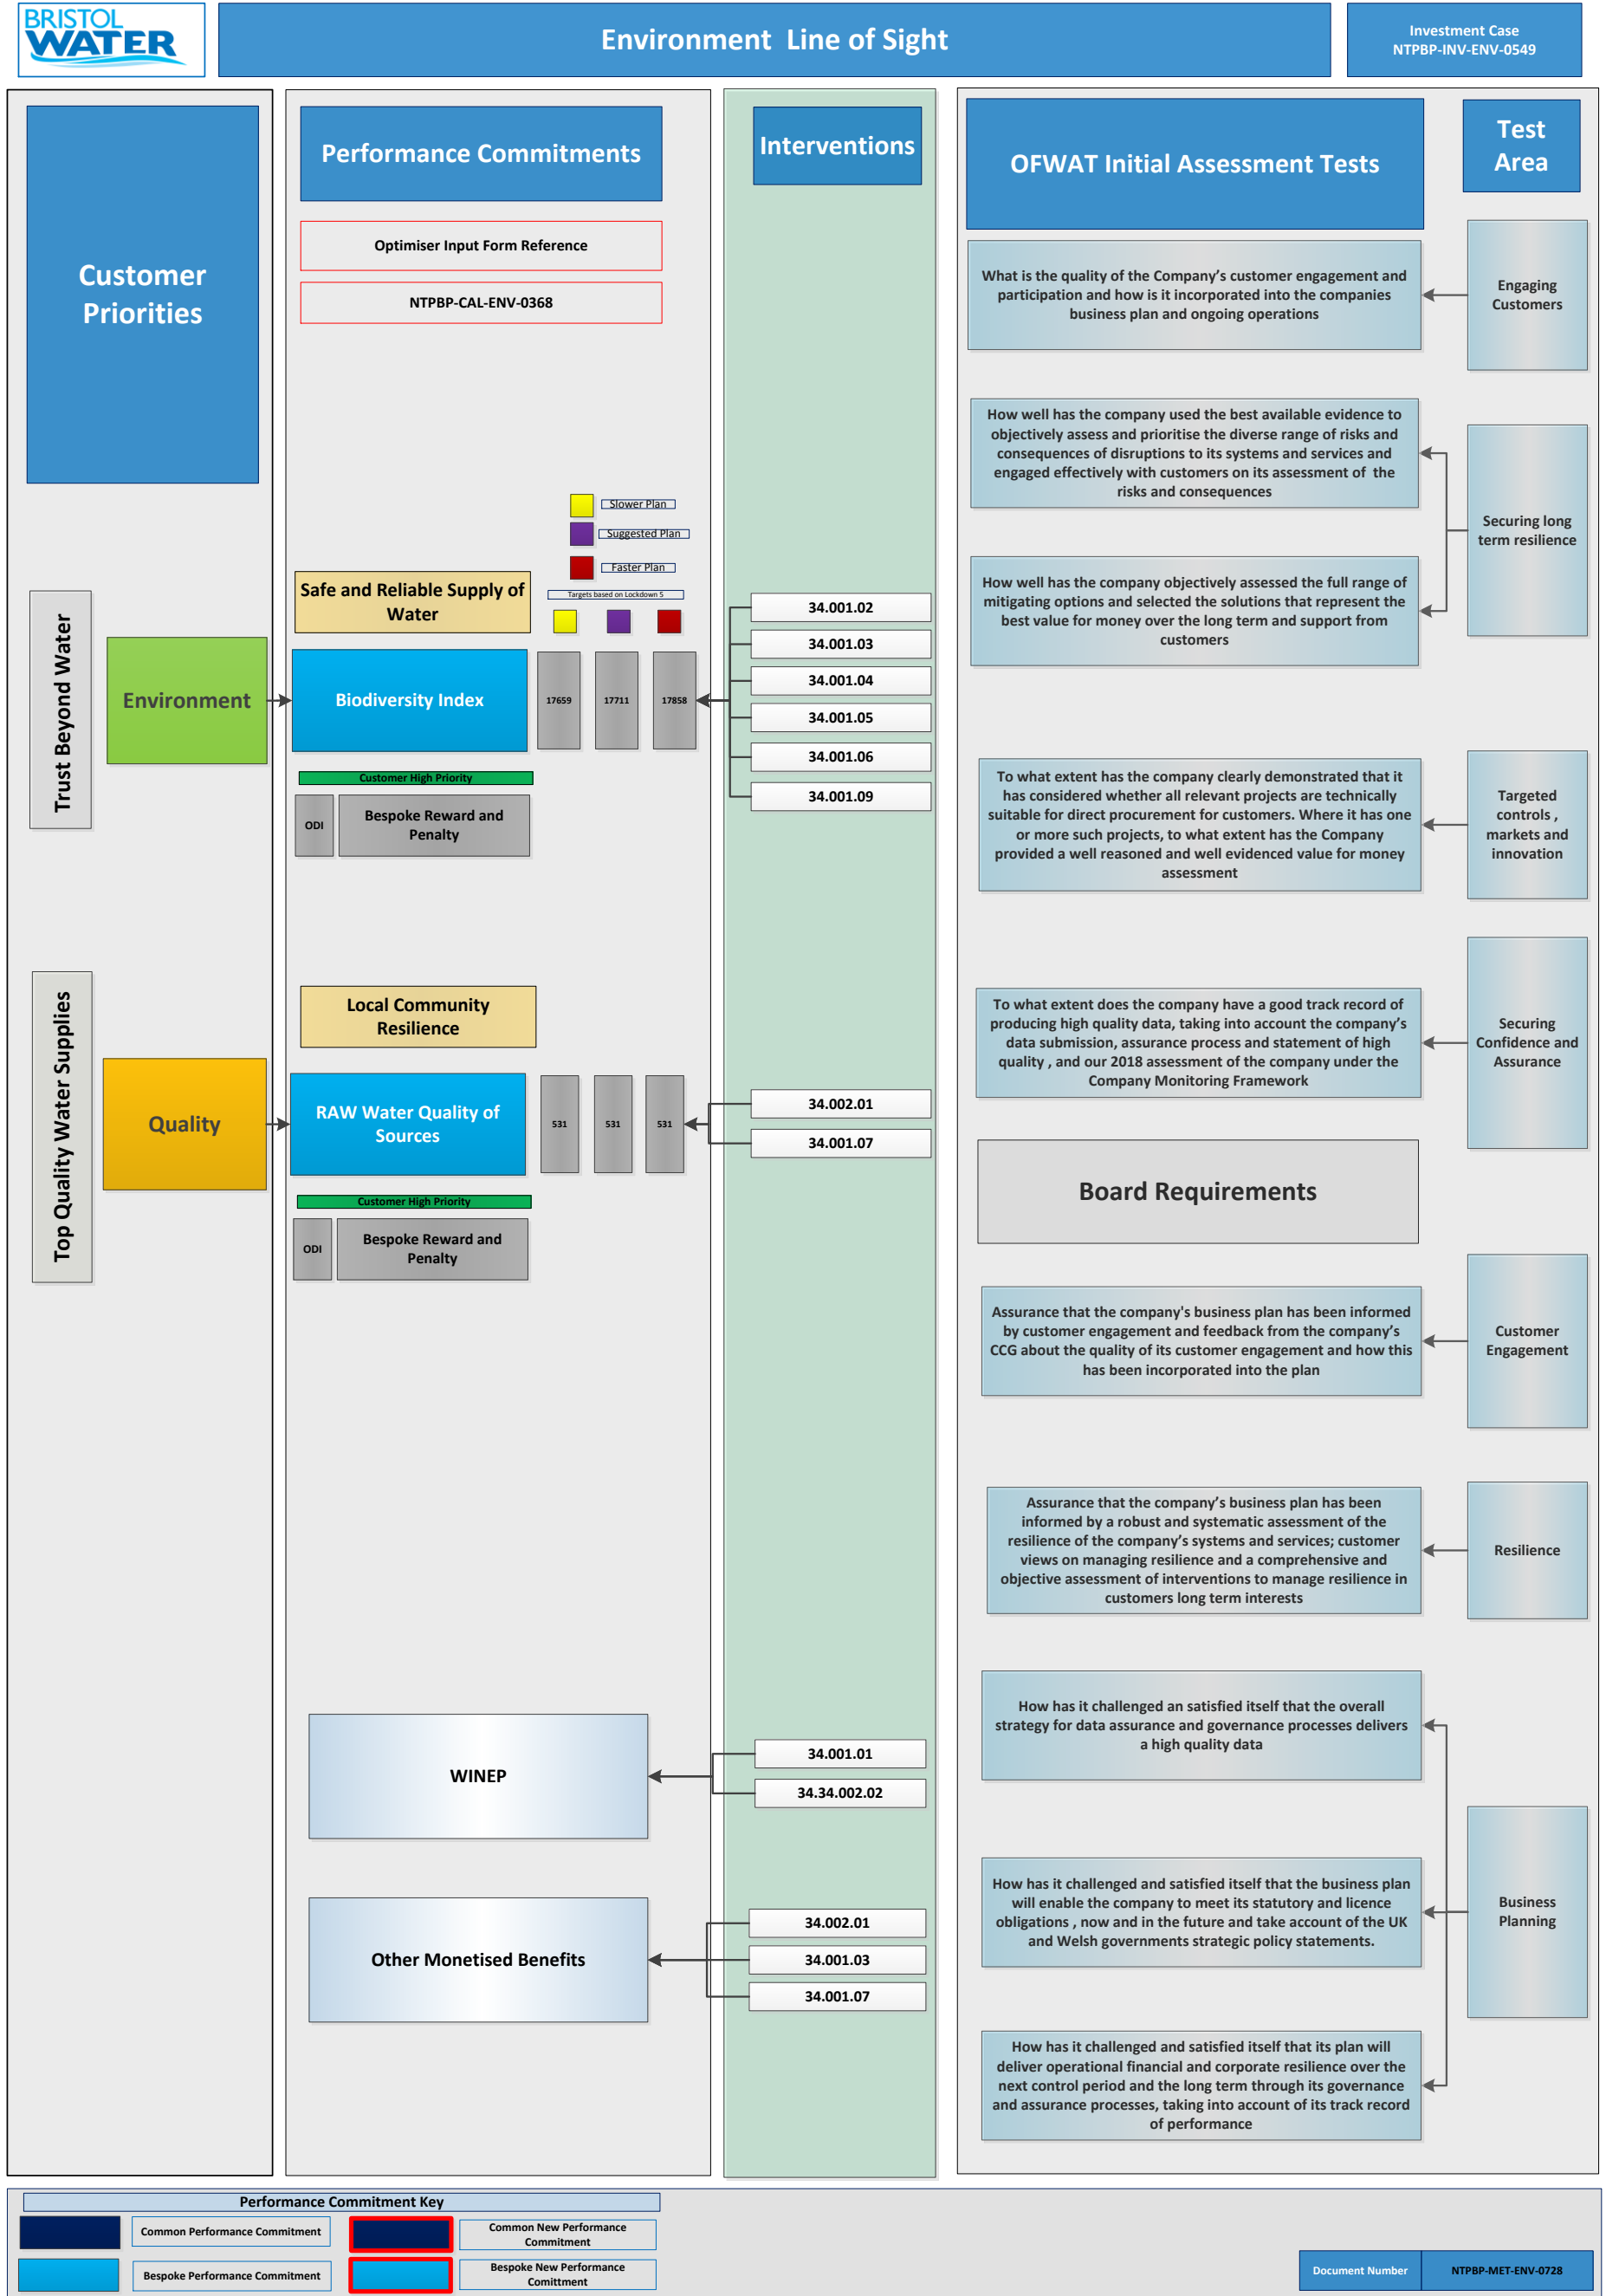 BRISTOL
WATER
Environment Line of Sight
Investment Case
NTPBP-INV-ENV-0549
Customer
Priorities
Performance Commitments
Optimiser Input Form Reference
NTPBP-CAL-ENV-0368
Interventions
OFWAT Initial Assessment Tests
Test
Area
What is the quality of the Company's customer engagement and
participation and how is it incorporated into the companies
business plan and ongoing operations
Engaging
Customers
How well has the company used the best available evidence to
objectively assess and prioritise the diverse range of risks and
consequences of disruptions to its systems and services and
engaged effectively with customers on its assessment of the
risks and consequences
Securing long
term resilience
How well has the company objectively assessed the full range of
mitigating options and selected the solutions that represent the
best value for money over the long term and support from
customers
Slower Plan
Suggested Plan
Faster Plan
Targets based on Lockdown 5
Safe and Reliable Supply of
Water
Trust Beyond Water
Environment
Biodiversity Index
17659
17711
17858
34.001.02
34.001.03
34.001.04
34.001.05
34.001.06
34.001.09
Customer High Priority
ODI
Bespoke Reward and
Penalty
To what extent has the company clearly demonstrated that it
has considered whether all relevant projects are technically
suitable for direct procurement for customers. Where it has one
or more such projects, to what extent has the Company
provided a well reasoned and well evidenced value for money
assessment
Targeted
controls ,
markets and
innovation
Top Quality Water Supplies
Quality
Local Community
Resilience
RAW Water Quality of
Sources
531
531
531
34.002.01
34.001.07
Customer High Priority
ODI
Bespoke Reward and
Penalty
To what extent does the company have a good track record of
producing high quality data, taking into account the company's
data submission, assurance process and statement of high
quality , and our 2018 assessment of the company under the
Company Monitoring Framework
Securing
Confidence and
Assurance
Board Requirements
Assurance that the company's business plan has been informed
by customer engagement and feedback from the company's
CCG about the quality of its customer engagement and how this
has been incorporated into the plan
Customer
Engagement
Assurance that the company's business plan has been
informed by a robust and systematic assessment of the
resilience of the company's systems and services; customer
views on managing resilience and a comprehensive and
objective assessment of interventions to manage resilience in
customers long term interests
Resilience
WINEP
34.001.01
34.34.002.02
How has it challenged an satisfied itself that the overall
strategy for data assurance and governance processes delivers
a high quality data
Other Monetised Benefits
34.002.01
34.001.03
34.001.07
How has it challenged and satisfied itself that the business plan
will enable the company to meet its statutory and licence
obligations , now and in the future and take account of the UK
and Welsh governments strategic policy statements.
Business
Planning
How has it challenged and satisfied itself that its plan will
deliver operational financial and corporate resilience over the
next control period and the long term through its governance
and assurance processes, taking into account of its track record
of performance
Performance Commitment Key
Common Performance Commitment
Common New Performance
Commitment
Bespoke Performance Commitment
Bespoke New Performance
Comittment
Document Number
NTPBP-MET-ENV-0728